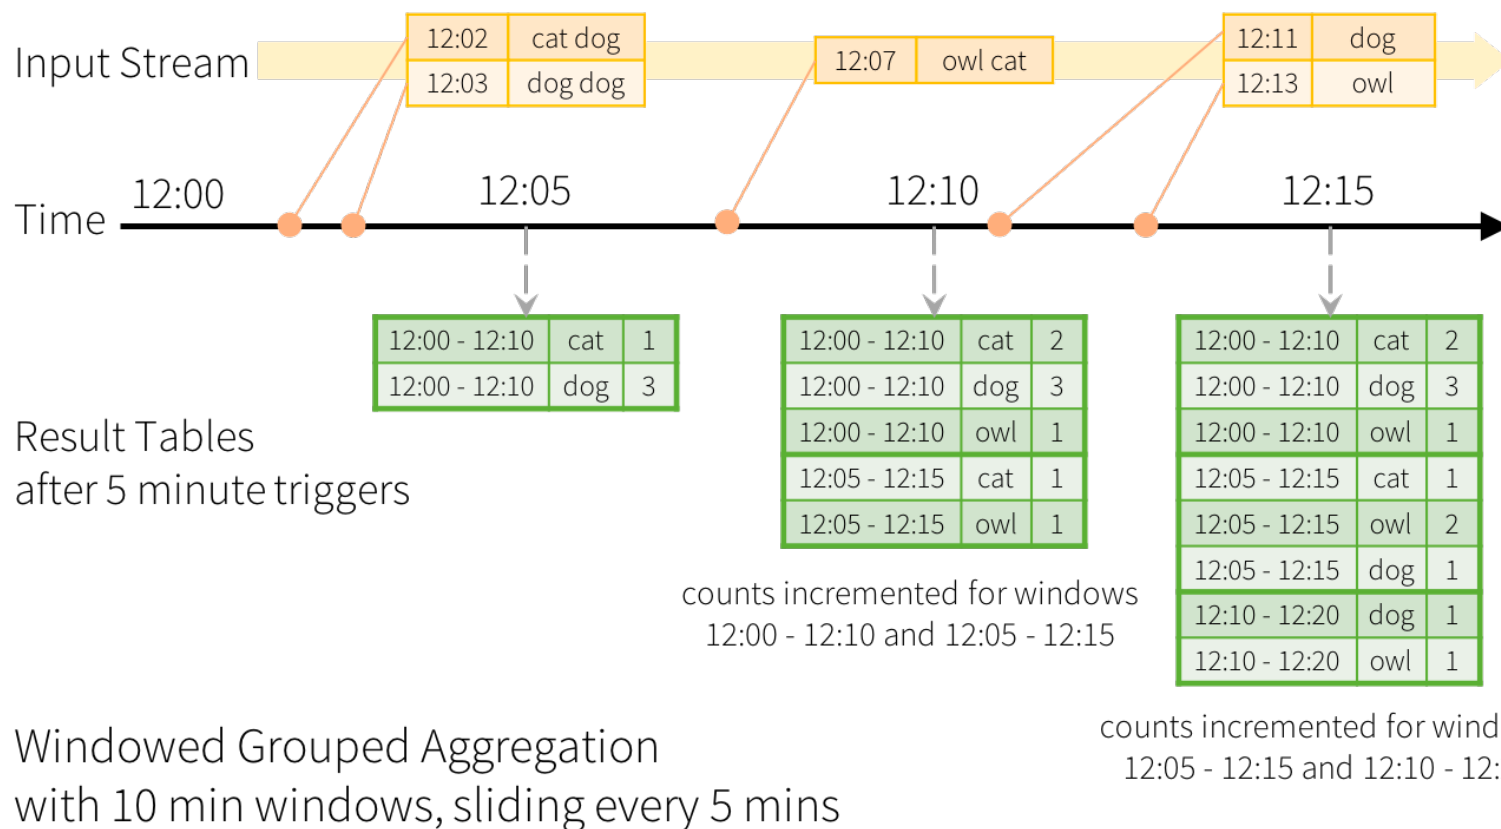 Input Stream
12:02 cat dog
12:03 dog dog
12:07 owl cat
12:11 dog
12:13 owl
Time
12:00 12:05 12:10 12:15
Result Tables
after 5 minute triggers
12:00 - 12:10 cat 1
12:00 - 12:10 dog 3
12:00 - 12:10 cat 2
12:00 - 12:10 dog 3
12:00 - 12:10 owl 1
12:05 - 12:15 cat 1
12:05 - 12:15 owl 1
counts incremented for windows
12:00 - 12:10 and 12:05 - 12:15
12:00 - 12:10 cat 2
12:00 - 12:10 dog 3
12:00 - 12:10 owl 1
12:05 - 12:15 cat 1
12:05 - 12:15 owl 2
12:05 - 12:15 dog 1
12:10 - 12:20 dog 1
12:10 - 12:20 owl 1
counts incremented for wind
12:05 - 12:15 and 12:10 - 12:
Windowed Grouped Aggregation
with 10 min windows, sliding every 5 mins